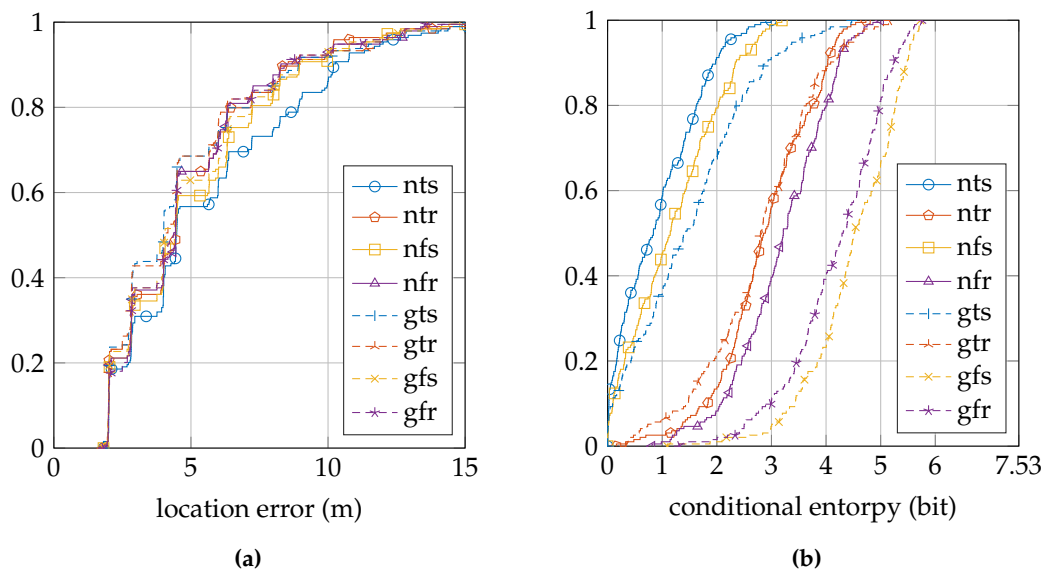 1
0.8
0.6
0.4
0.2
0
0 5 10 15
location error (m)
nts
ntr
nfs
nfr
gts
gtr
gfs
gfr
(a)
1
0.8
0.6
0.4
0.2
0
0 1 2 3 4 5 6 7.53
conditional entorpy (bit)
nts
ntr
nfs
nfr
gts
gtr
gfs
gfr
(b)